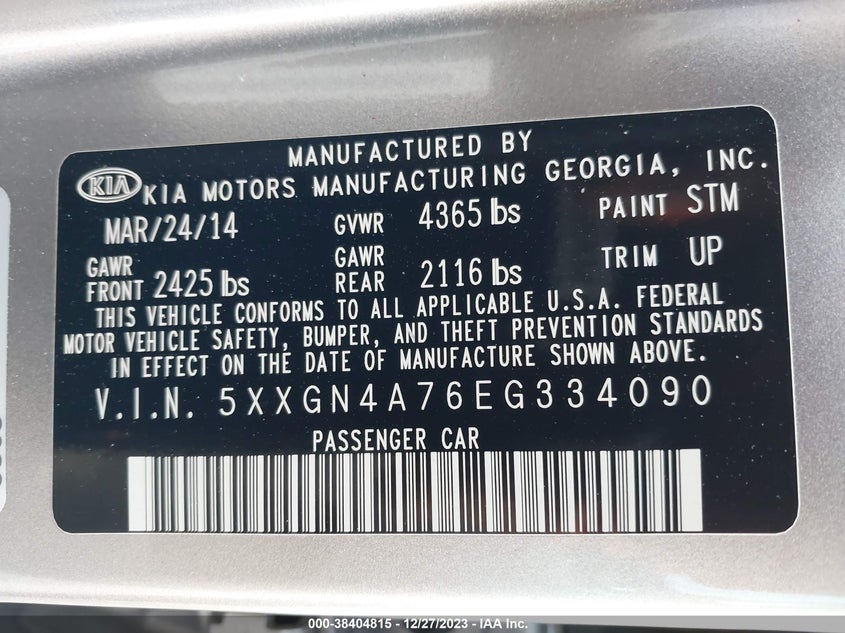 MANUFACTURED BY
KIA KIA MOTORS MANUFACTURING GEORGIA, INC.
MAR/24/14 GVWR 4365 lbs PAINT STM
GAWR FRONT 2425 lbs GAWR REAR 2116 lbs TRIM UP
THIS VEHICLE CONFORMS TO ALL APPLICABLE U.S.A. FEDERAL
MOTOR VEHICLE SAFETY, BUMPER, AND THEFT PREVENTION STANDARDS
IN EFFECT ON THE DATE OF MANUFACTURE SHOWN ABOVE.
V.I.N. 5XXGN4A76EG334090
PASSENGER CAR
000-38404815 - 12/27/2023 - IAA Inc.